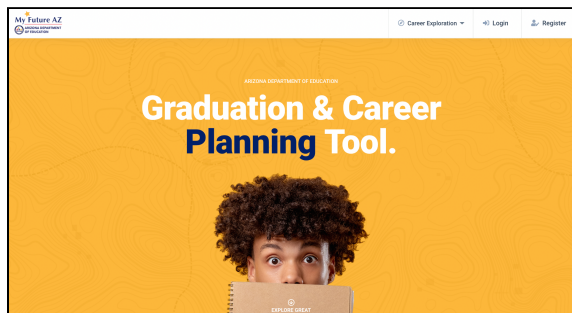 My Future AZ
ARIZONA DEPARTMENT
OF EDUCATION
Career Exploration
Login
Register
ARIZONA DEPARTMENT OF EDUCATION
Graduation & Career
Planning Tool.
EXPLORE GREAT